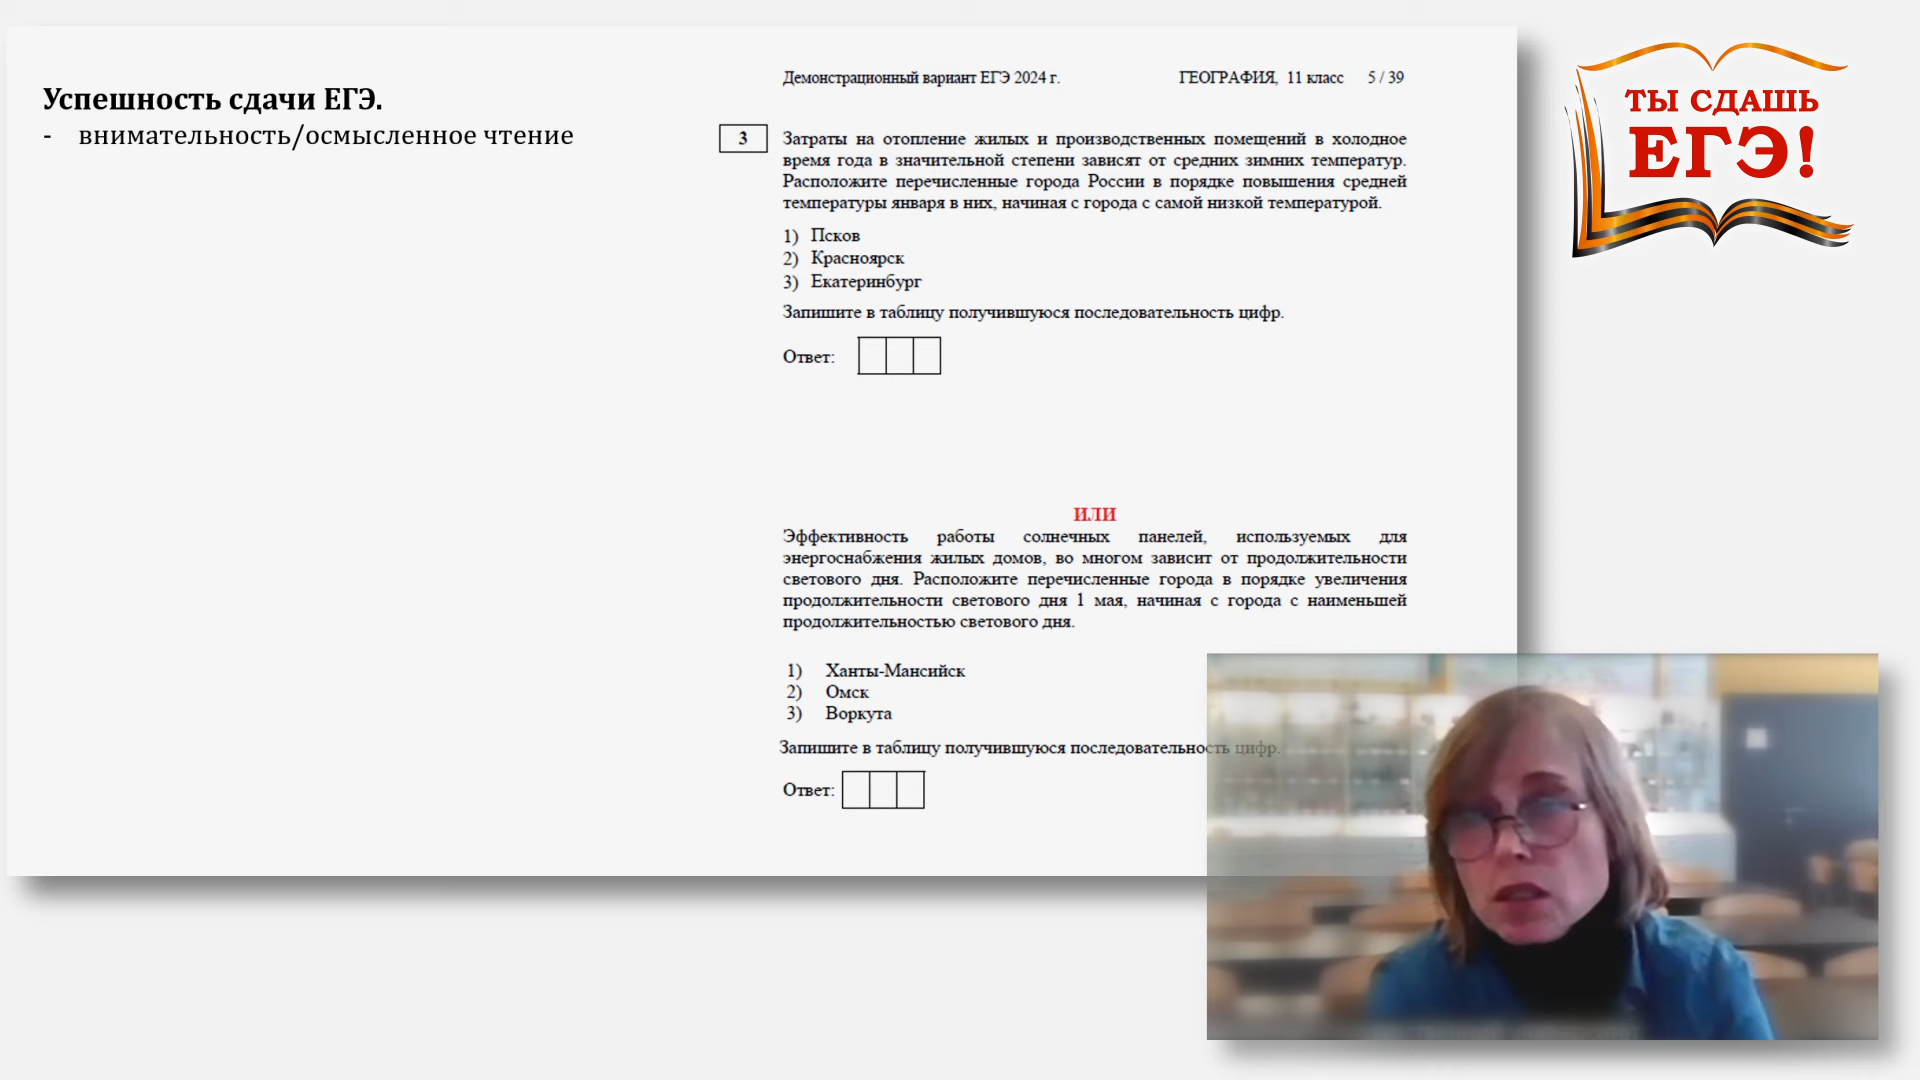 Успешность сдачи ЕГЭ.
- внимательность/осмысленное чтение
Демонстрационный вариант ЕГЭ 2024 г. ГЕОГРАФИЯ, 11 класс 5 / 39
3
Затраты на отопление жилых и производственных помещений в холодное
время года в значительной степени зависят от средних зимних температур.
Расположите перечисленные города России в порядке повышения средней
температуры января в них, начиная с города с самой низкой температурой.
1) Псков
2) Красноярск
3) Екатеринбург
Запишите в таблицу получившуюся последовательность цифр.
Ответ:
ИЛИ
Эффективность работы солнечных панелей, используемых для
энергоснабжения жилых домов, во многом зависит от продолжительности
светового дня. Расположите перечисленные города в порядке увеличения
продолжительности светового дня 1 мая, начиная с города с наименьшей
продолжительностью светового дня.
1) Ханты-Мансийск
2) Омск
3) Воркута
Запишите в таблицу получившуюся последовательность цифр.
Ответ:
ТЫ СДАШЬ
ЕГЭ!